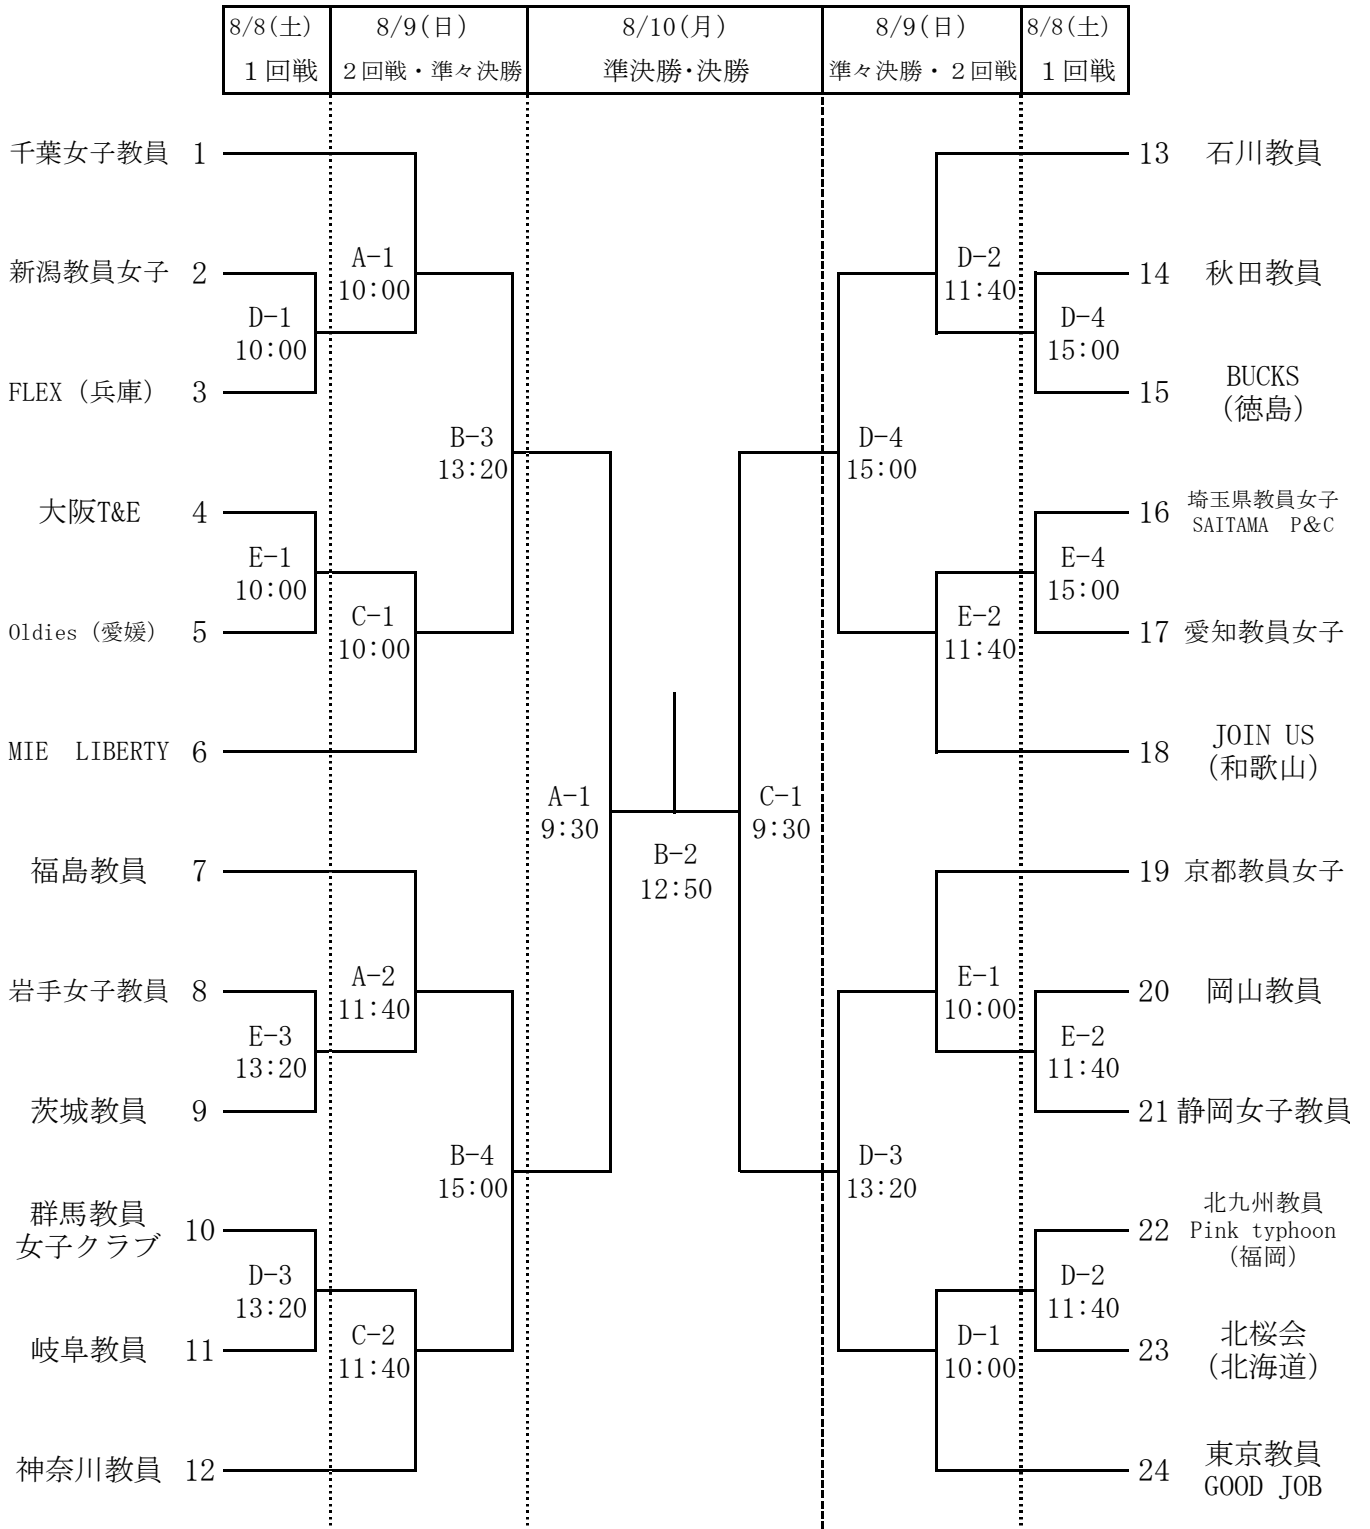 8/8(土) 8/9(日) 8/10(月) 8/9(日) 8/8(土)
１回戦 ２回戦・準々決勝 準決勝・決勝 準々決勝・２回戦 １回戦
千葉女子教員 1
新潟教員女子 2
FLEX（兵庫） 3
大阪T&E 4
Oldies（愛媛） 5
MIE　LIBERTY 6
福島教員 7
岩手女子教員 8
茨城教員 9
群馬教員
女子クラブ 10
岐阜教員 11
神奈川教員 12
D-1
10:00
E-1
10:00
E-3
13:20
D-3
13:20
A-1
10:00
C-1
10:00
A-2
11:40
C-2
11:40
B-3
13:20
B-4
15:00
A-1
9:30
B-2
12:50
C-1
9:30
D-4
15:00
D-3
13:20
D-2
11:40
E-2
11:40
E-1
10:00
D-1
10:00
D-4
15:00
E-4
15:00
E-2
11:40
D-2
11:40
13 石川教員
14 秋田教員
15 BUCKS
（徳島）
16 埼玉県教員女子
SAITAMA　P&C
17 愛知教員女子
18 JOIN US
（和歌山）
19 京都教員女子
20 岡山教員
21 静岡女子教員
22 北九州教員
Pink typhoon
（福岡）
23 北桜会
（北海道）
24 東京教員
GOOD JOB